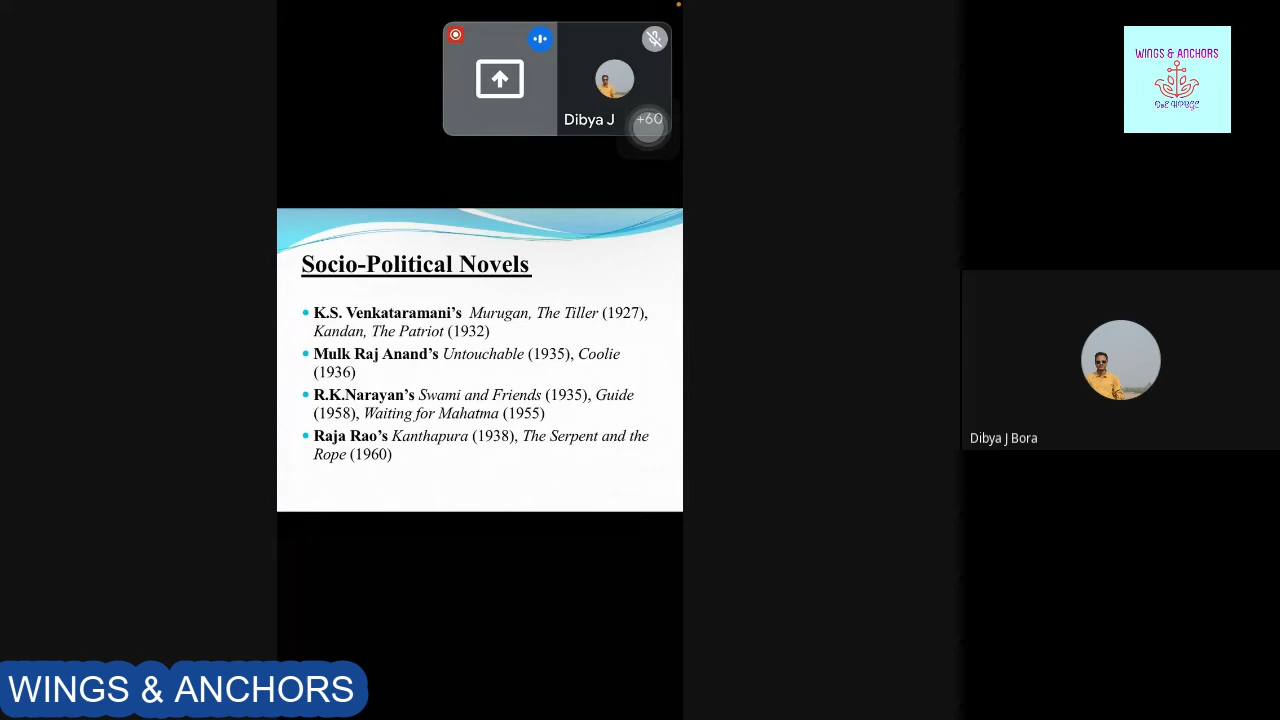 WINGS & ANCHORS
Dibya J
+60
Socio-Political Novels
• K.S. Venkataramani's Murugan, The Tiller (1927),
Kandan, The Patriot (1932)
• Mulk Raj Anand's Untouchable (1935), Coolie
(1936)
• R.K.Narayan's Swami and Friends (1935), Guide
(1958), Waiting for Mahatma (1955)
• Raja Rao's Kanthapura (1938), The Serpent and the
Rope (1960)
Dibya J Bora
WINGS & ANCHORS